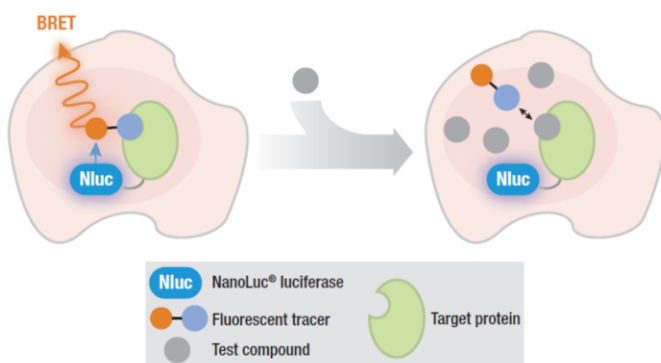 BRET
Nluc
Nluc
Nluc NanoLuc® luciferase
Fluorescent tracer
Target protein
Test compound